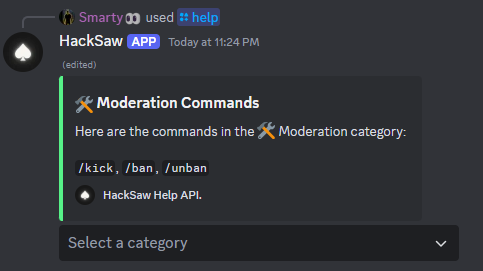 Smarty👀 used help
HackSaw APP Today at 11:24 PM
(edited)
🛠️ Moderation Commands
Here are the commands in the 🛠️ Moderation category:
/kick, /ban, /unban
HackSaw Help API.
Select a category